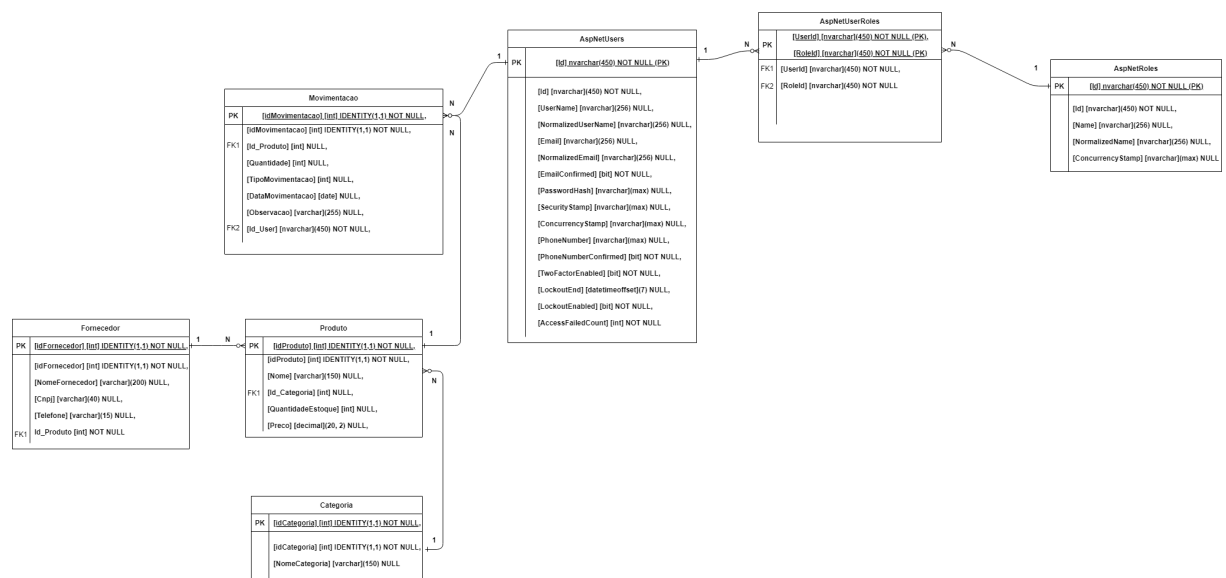 AspNetUserRoles
PK
[UserId] [nvarchar](450) NOT NULL (PK),
[RoleId] [nvarchar](450) NOT NULL (PK)
FK1 [UserId] [nvarchar](450) NOT NULL,
FK2 [RoleId] [nvarchar](450) NOT NULL
N
N
AspNetUsers
PK [Id] nvarchar(450) NOT NULL (PK)
[Id] [nvarchar](450) NOT NULL,
[UserName] [nvarchar](256) NULL,
[NormalizedUserName] [nvarchar](256) NULL,
[Email] [nvarchar](256) NULL,
[NormalizedEmail] [nvarchar](256) NULL,
[EmailConfirmed] [bit] NOT NULL,
[PasswordHash] [nvarchar](max) NULL,
[SecurityStamp] [nvarchar](max) NULL,
[ConcurrencyStamp] [nvarchar](max) NULL,
[PhoneNumber] [nvarchar](max) NULL,
[PhoneNumberConfirmed] [bit] NOT NULL,
[TwoFactorEnabled] [bit] NOT NULL,
[LockoutEnd] [datetimeoffset](7) NULL,
[LockoutEnabled] [bit] NOT NULL,
[AccessFailedCount] [int] NOT NULL
1
1
AspNetRoles
PK [Id] nvarchar(450) NOT NULL (PK)
[Id] [nvarchar](450) NOT NULL,
[Name] [nvarchar](256) NULL,
[NormalizedName] [nvarchar](256) NULL,
[ConcurrencyStamp] [nvarchar](max) NULL
1
Movimentacao
PK [idMovimentacao] [int] IDENTITY(1,1) NOT NULL,
[idMovimentacao] [int] IDENTITY(1,1) NOT NULL,
FK1 [Id_Produto] [int] NULL,
[Quantidade] [int] NULL,
[TipoMovimentacao] [int] NULL,
[DataMovimentacao] [date] NULL,
[Observacao] [varchar](255) NULL,
FK2 [Id_User] [nvarchar](450) NOT NULL,
N
N
Fornecedor
PK [idFornecedor] [int] IDENTITY(1,1) NOT NULL,
[idFornecedor] [int] IDENTITY(1,1) NOT NULL,
[NomeFornecedor] [varchar](200) NULL,
[Cnpj] [varchar](40) NULL,
[Telefone] [varchar](15) NULL,
FK1 Id_Produto [int] NOT NULL
1
N
Produto
PK [idProduto] [int] IDENTITY(1,1) NOT NULL,
[idProduto] [int] IDENTITY(1,1) NOT NULL,
[Nome] [varchar](150) NULL,
FK1 [Id_Categoria] [int] NULL,
[QuantidadeEstoque] [int] NULL,
[Preco] [decimal](20, 2) NULL,
1
N
Categoria
PK [idCategoria] [int] IDENTITY(1,1) NOT NULL,
[idCategoria] [int] IDENTITY(1,1) NOT NULL,
[NomeCategoria] [varchar](150) NULL
1